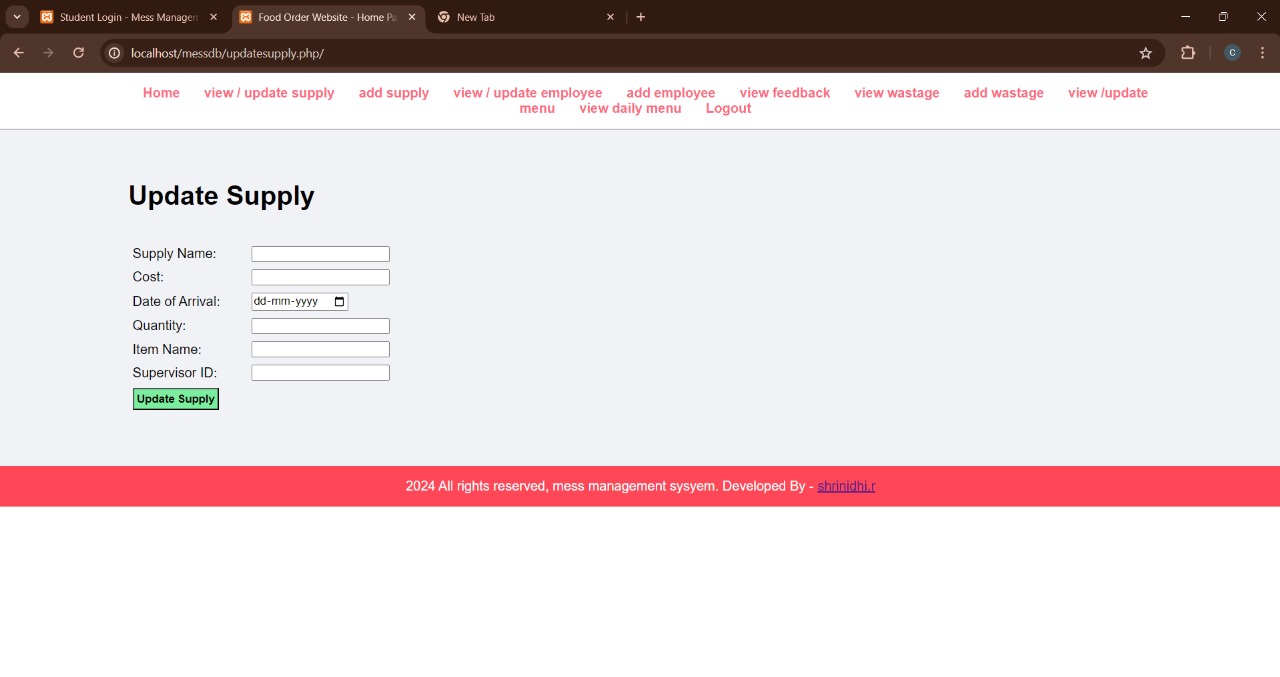 Student Login - Mess Managem
Food Order Website - Home Pa
New Tab
localhost/messdb/updatesupply.php/
C
Home view / update supply add supply view / update employee add employee view feedback view wastage add wastage view /update
menu view daily menu Logout
Update Supply
Supply Name:
Cost:
Date of Arrival: dd-mm-yyyy
Quantity:
Item Name:
Supervisor ID:
Update Supply
2024 All rights reserved, mess management sysyem. Developed By - shrinidhi.r